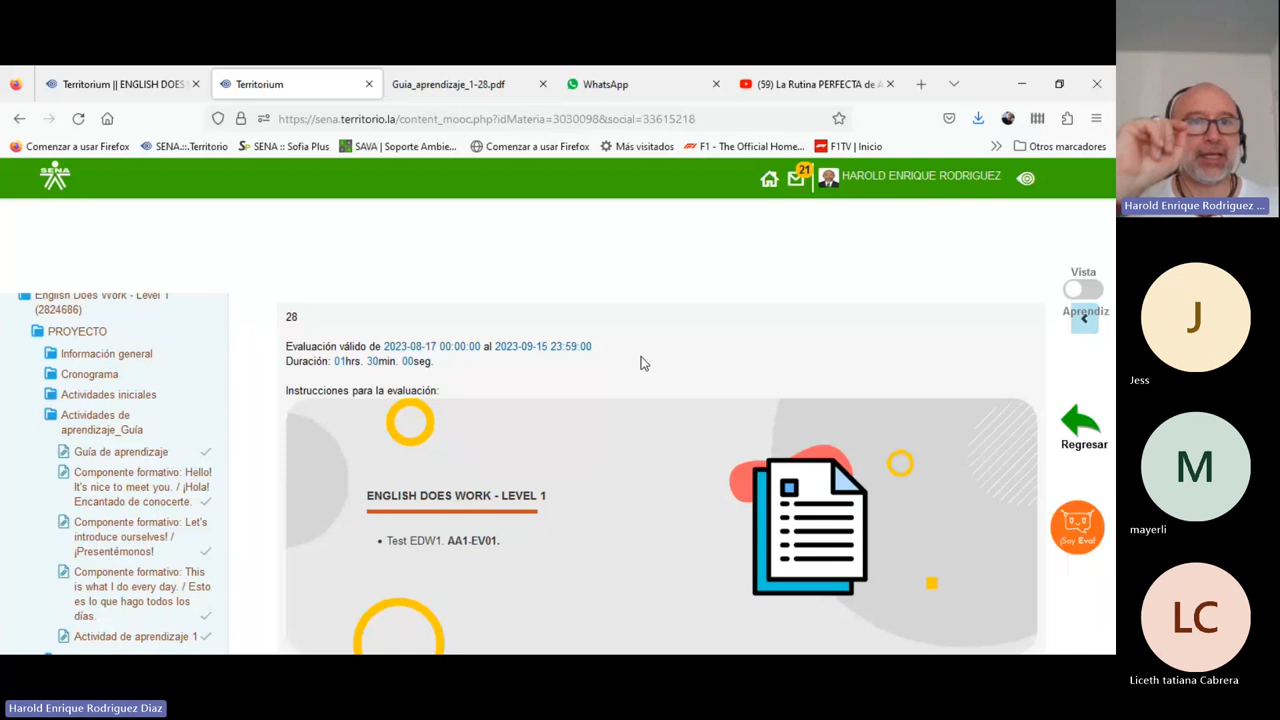 Territorium || ENGLISH DOES
Territorium
Guia_aprendizaje_1-28.pdf
WhatsApp
(59) La Rutina PERFECTA de
https://sena.territorio.la/content_mooc.php?idMateria=3030098&social=33615218
Comenzar a usar Firefox
SENA.::.Territorio
SENA :: Sofia Plus
SAVA | Soporte Ambie...
Comenzar a usar Firefox
Más visitados
F1 - The Official Home...
F1TV | Inicio
Otros marcadores
SENA
21
HAROLD ENRIQUE RODRIGUEZ
Harold Enrique Rodriguez ...
English Does Work - Level 1
(2824686)
PROYECTO
Información general
Cronograma
Actividades iniciales
Actividades de
aprendizaje_Guía
Guía de aprendizaje
Componente formativo: Hello!
It's nice to meet you. / ¡Hola!
Encantado de conocerte.
Componente formativo: Let's
introduce ourselves! /
¡Presentémonos!
Componente formativo: This
is what I do every day. / Esto
es lo que hago todos los
días.
Actividad de aprendizaje 1
28
Evaluación válido de 2023-08-17 00:00:00 al 2023-09-15 23:59:00
Duración: 01hrs. 30min. 00seg.
Instrucciones para la evaluación:
ENGLISH DOES WORK - LEVEL 1
• Test EDW1. AA1-EV01.
Vista
Aprendiz
Regresar
¡Soy Eva!
J
Jess
M
mayerli
LC
Liceth tatiana Cabrera
Harold Enrique Rodriguez Diaz